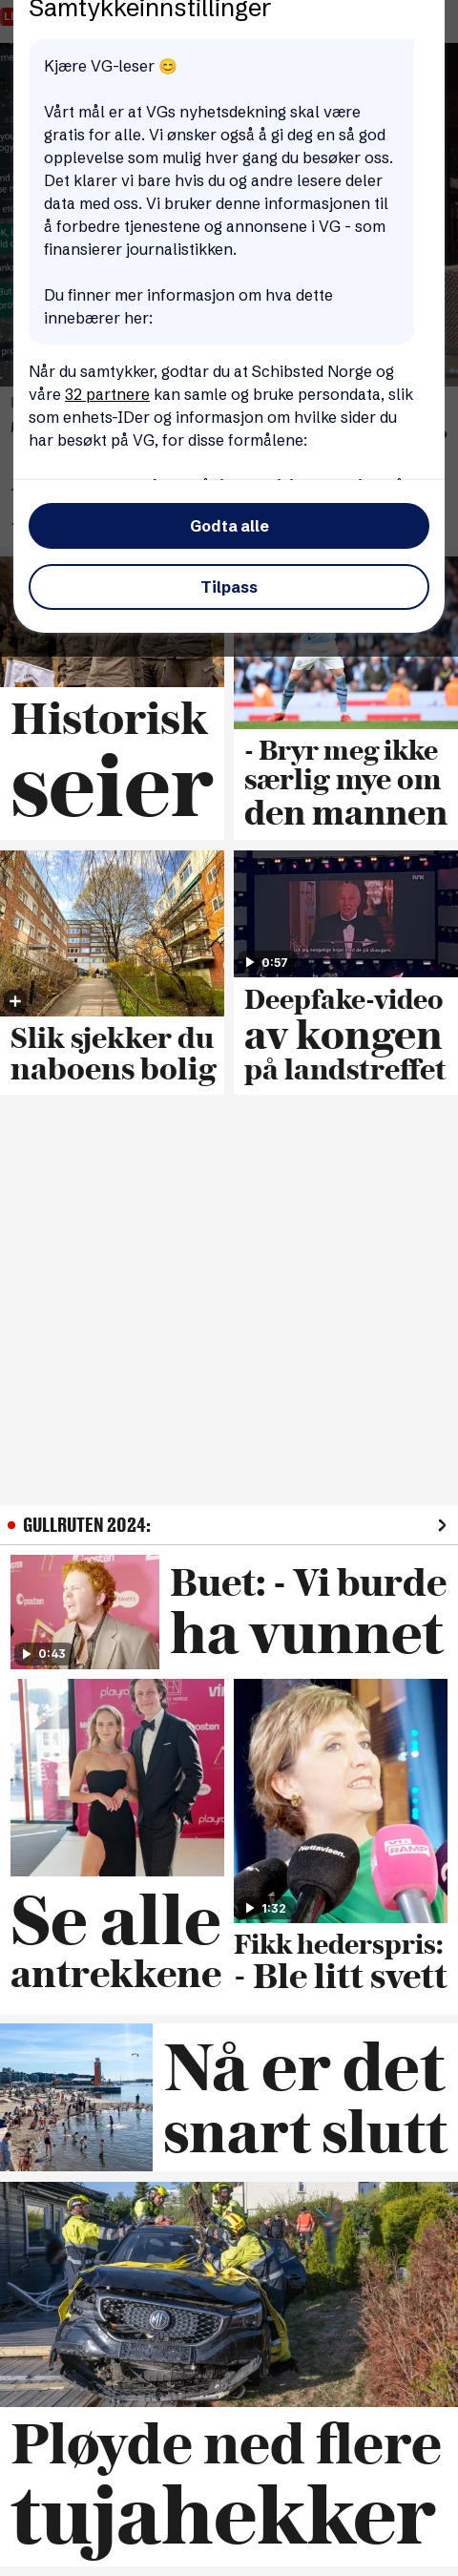 Samtykkeinnstillinger
Kjære VG-leser 😊
Vårt mål er at VGs nyhetsdekning skal være
gratis for alle. Vi ønsker også å gi deg en så god
opplevelse som mulig hver gang du besøker oss.
Det klarer vi bare hvis du og andre lesere deler
data med oss. Vi bruker denne informasjonen til
å forbedre tjenestene og annonsene i VG - som
finansierer journalistikken.
Du finner mer informasjon om hva dette
innebærer her:
Når du samtykker, godtar du at Schibsted Norge og
våre 32 partnere kan samle og bruke persondata, slik
som enhets-IDer og informasjon om hvilke sider du
har besøkt på VG, for disse formålene:
Godta alle
Tilpass
Historisk
seier
- Bryr meg ikke
særlig mye om
den mannen
Slik sjekker du
naboens bolig
NRK
0:57
Deepfake-video
av kongen
på landstreffet
GULLRUTEN 2024:
posten
0:43
Buet: - Vi burde
ha vunnet
Se alle
antrekkene
Nettavisen.
VG
RAMP
1:32
Fikk hederspris:
- Ble litt svett
Nå er det
snart slutt
Pløyde ned flere
tujahekker